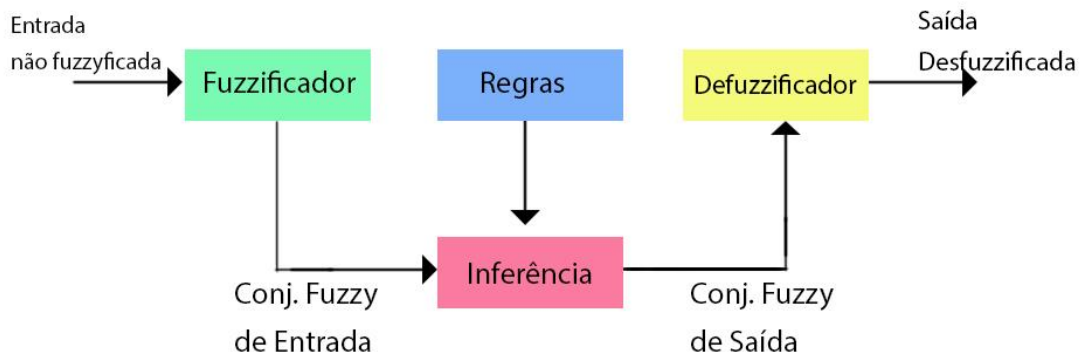 Entrada
não fuzzyficada
Fuzzificador
Regras
Defuzzificador
Saída
Desfuzzificada
Inferência
Conj. Fuzzy
de Entrada
Conj. Fuzzy
de Saída